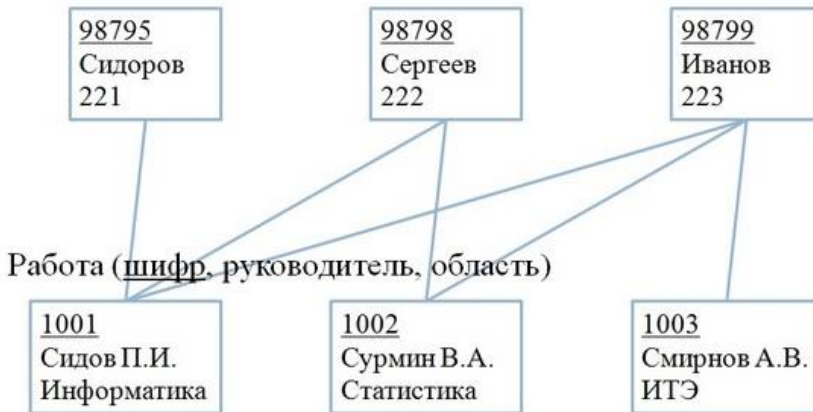 98795
Сидоров
221
98798
Сергеев
222
98799
Иванов
223
Работа (шифр, руководитель, область)
1001
Сидов П.И.
Информатика
1002
Сурмин В.А.
Статистика
1003
Смирнов А.В.
ИТЭ